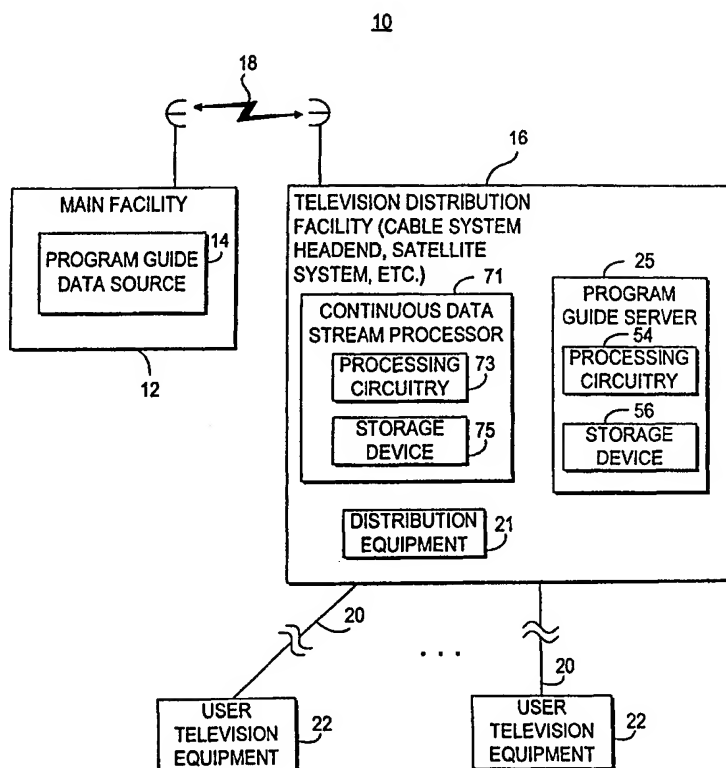 10
18
16
MAIN FACILITY
PROGRAM GUIDE
DATA SOURCE
14
12
TELEVISION DISTRIBUTION
FACILITY (CABLE SYSTEM
HEADEND, SATELLITE
SYSTEM, ETC.)
71
CONTINUOUS DATA
STREAM PROCESSOR
PROCESSING
CIRCUITRY
73
STORAGE
DEVICE
75
25
PROGRAM
GUIDE SERVER
54
PROCESSING
CIRCUITRY
56
STORAGE
DEVICE
DISTRIBUTION
EQUIPMENT
21
20
. . .
20
USER
TELEVISION
EQUIPMENT
22
USER
TELEVISION
EQUIPMENT
22